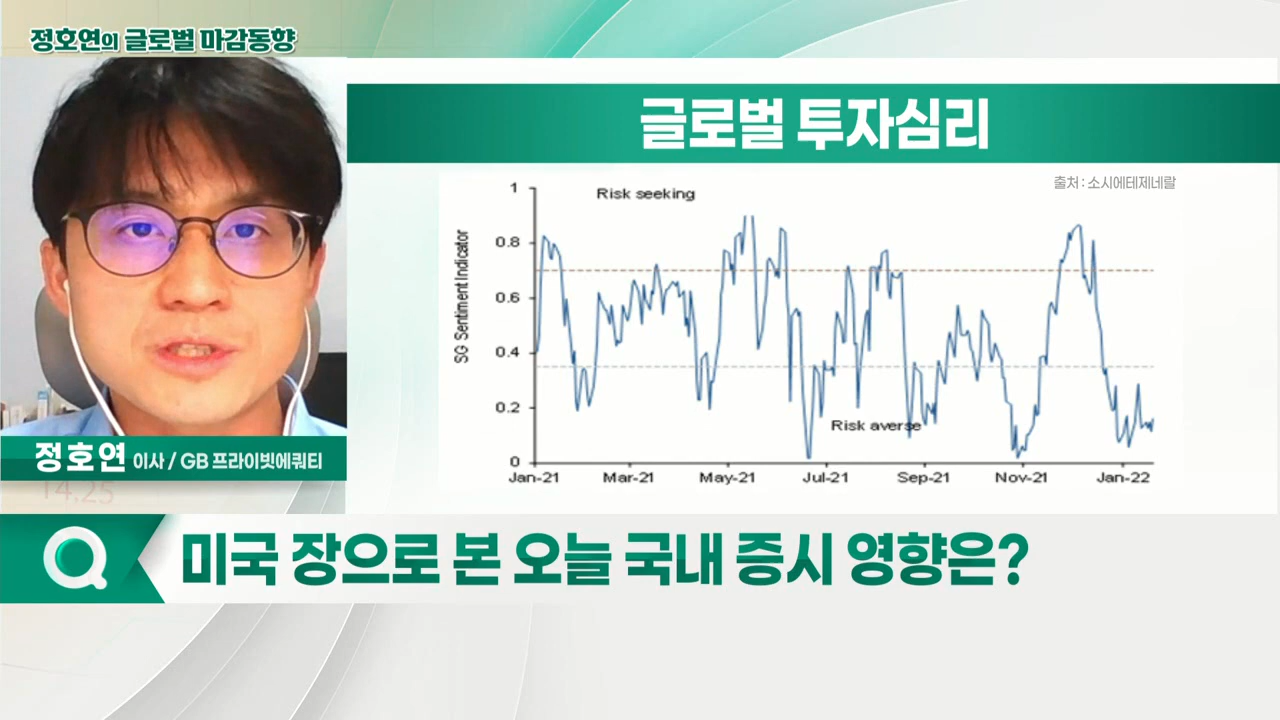 정호연의 글로벌 마감동향
글로벌 투자심리
출처 : 소시에테제네랄
Risk seeking
SG Sentiment Indicator
1
0.8
0.6
0.4
0.2
0
Risk averse
Jan-21 Mar-21 May-21 Jul-21 Sep-21 Nov-21 Jan-22
정호연 이사 / GB 프라이빗에쿼티
14.25
Q 미국 장으로 본 오늘 국내 증시 영향은?